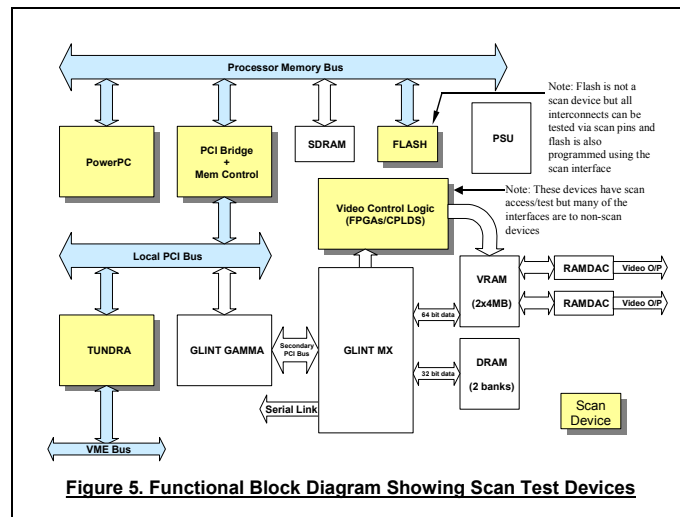 Processor Memory Bus
Note: Flash is not a
scan device but all
interconnects can be
tested via scan pins and
flash is also
programmed using the
scan interface
PowerPC
PCI Bridge
+
Mem Control
SDRAM
FLASH
PSU
Note: These devices have scan
access/test but many of the
interfaces are to non-scan
devices
Video Control Logic
(FPGAs/CPLDS)
Local PCI Bus
VRAM
(2x4MB)
RAMDAC
Video O/P
RAMDAC
Video O/P
64 bit data
TUNDRA
GLINT GAMMA
Secondary
PCI Bus
GLINT MX
32 bit data
DRAM
(2 banks)
Serial Link
Scan
Device
VME Bus
Figure 5. Functional Block Diagram Showing Scan Test Devices